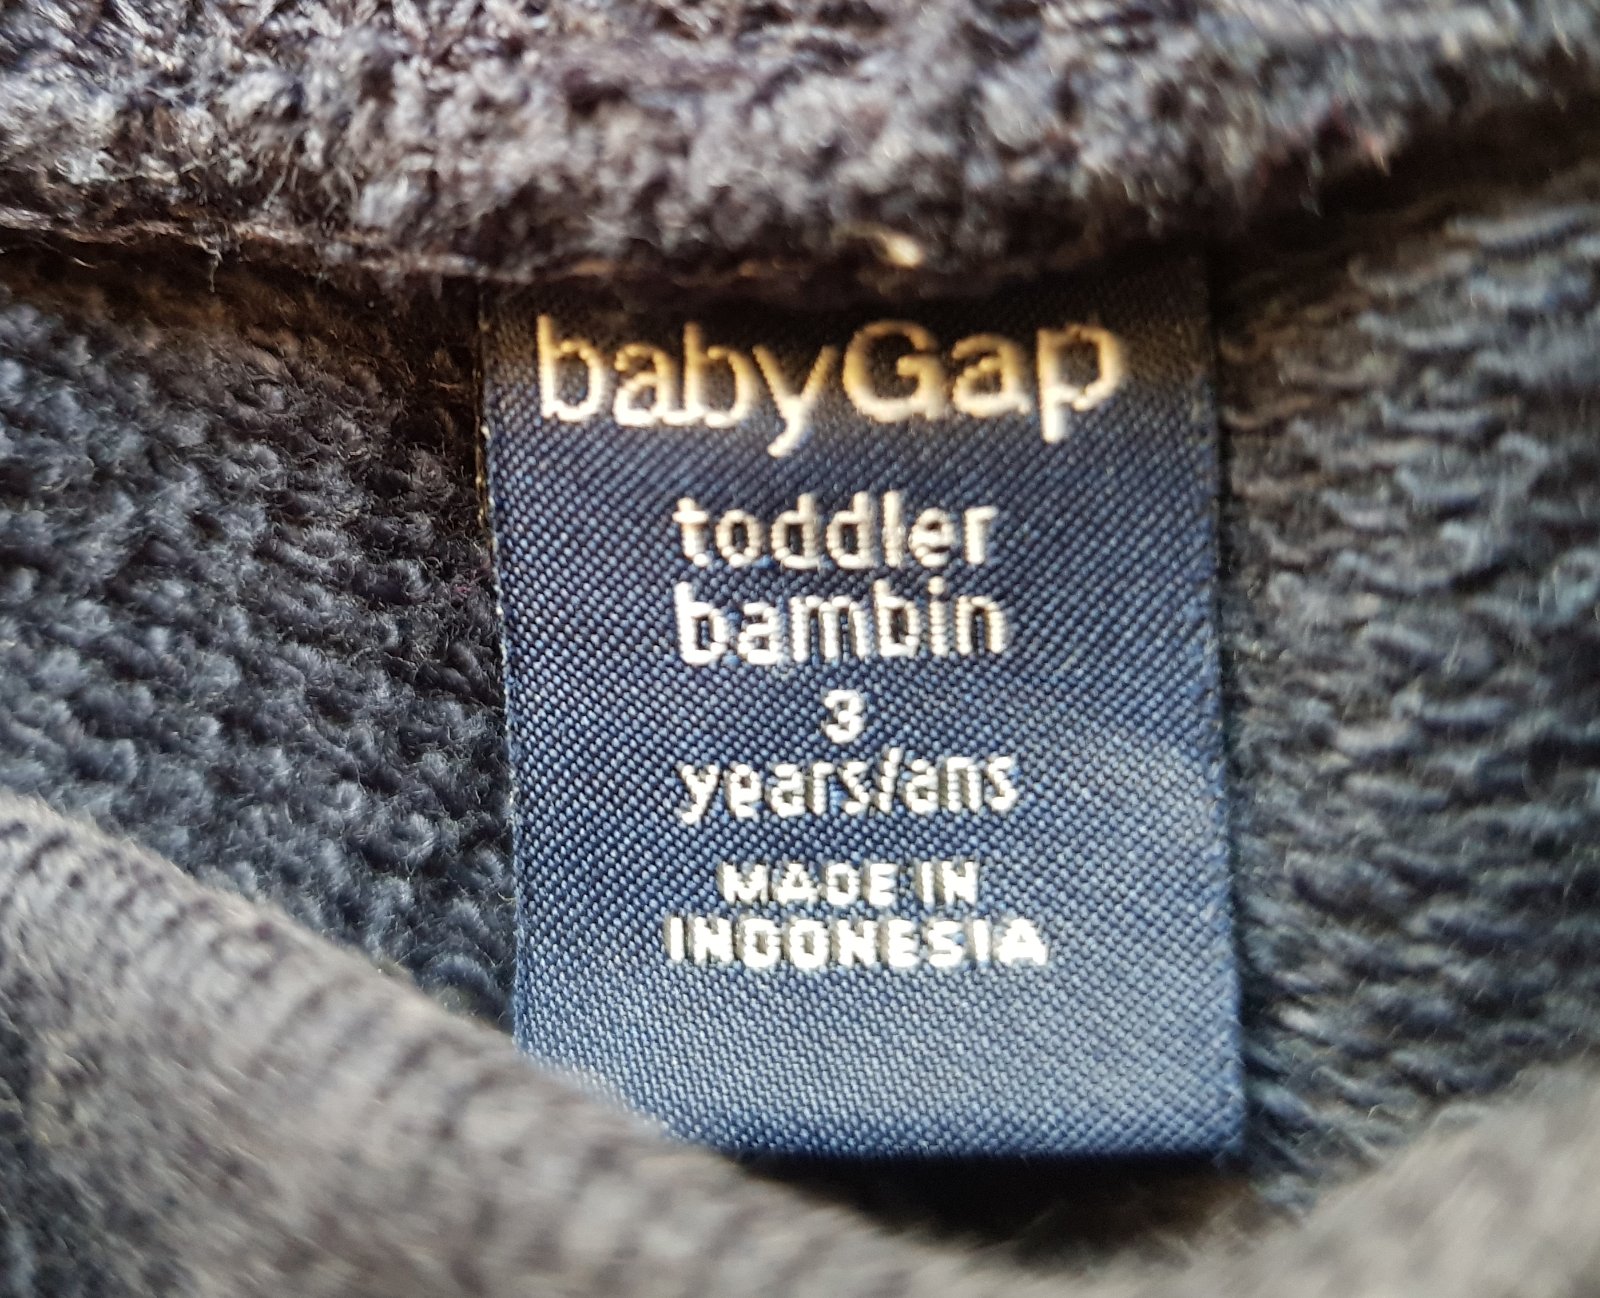 babyGap
toddler
bambin
3
years/ans
MADE IN
INDONESIA